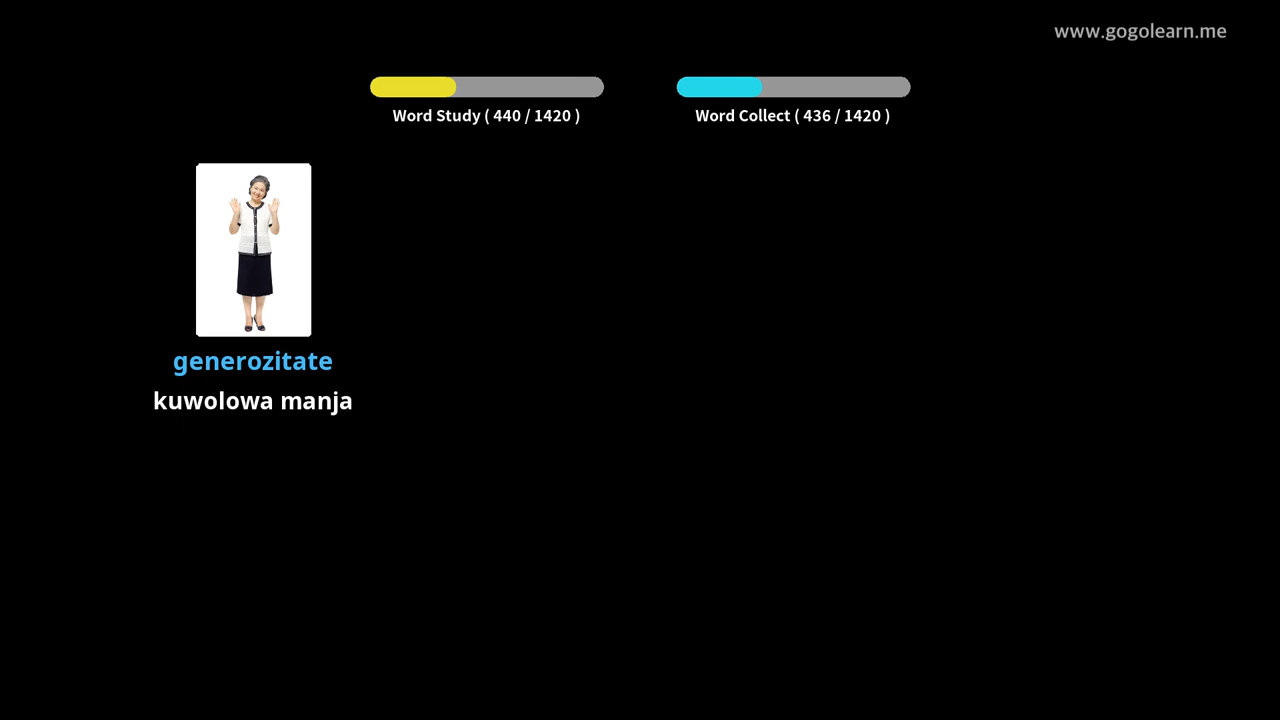 www.gogolearn.me
Word Study ( 440 / 1420 )
Word Collect ( 436 / 1420 )
generozitate
kuwolowa manja